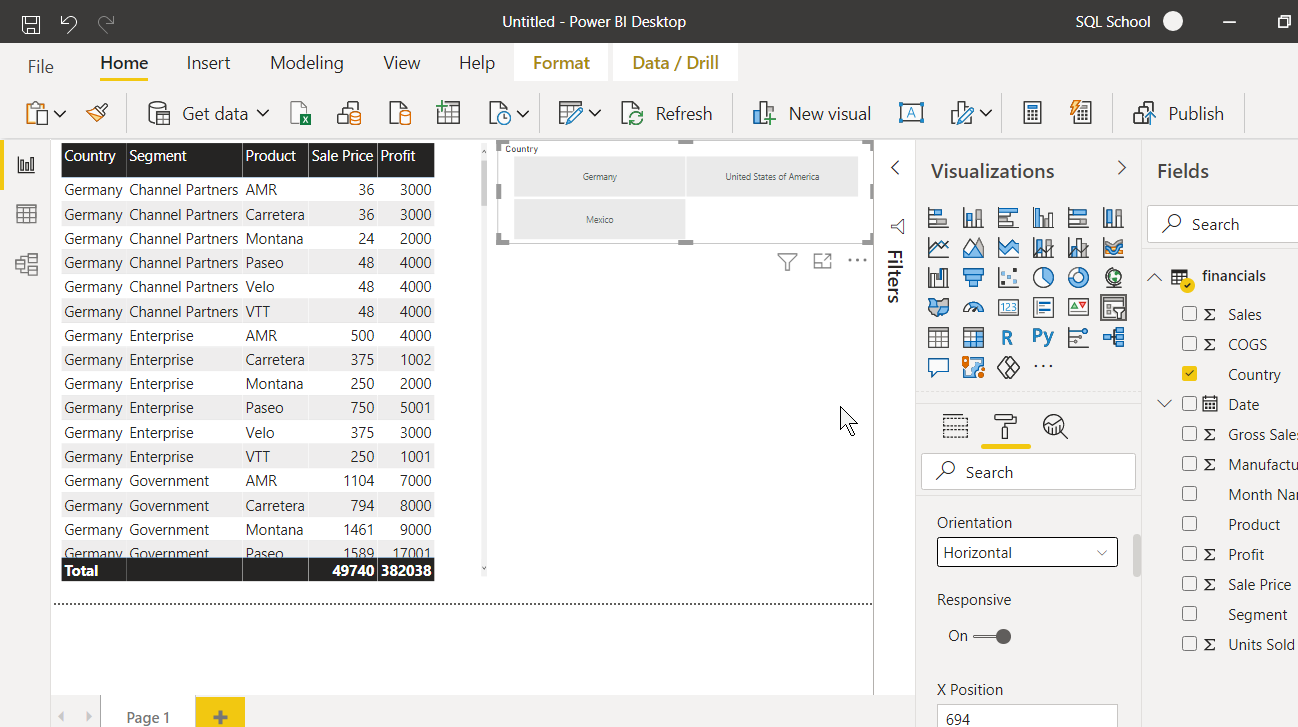 Untitled - Power BI Desktop
SQL School
File
Home
Insert
Modeling
View
Help
Format
Data / Drill
Get data
Refresh
New visual
Publish
Country Segment Product Sale Price Profit
Germany Channel Partners AMR 36 3000
Germany Channel Partners Carretera 36 3000
Germany Channel Partners Montana 24 2000
Germany Channel Partners Paseo 48 4000
Germany Channel Partners Velo 48 4000
Germany Channel Partners VTT 48 4000
Germany Enterprise AMR 500 4000
Germany Enterprise Carretera 375 1002
Germany Enterprise Montana 250 2000
Germany Enterprise Paseo 750 5001
Germany Enterprise Velo 375 3000
Germany Enterprise VTT 250 1001
Germany Government AMR 1104 7000
Germany Government Carretera 794 8000
Germany Government Montana 1461 9000
Germany Government Paseo 1589 17001
Total 49740 382038
Country
Germany
United States of America
Mexico
Filters
Visualizations
123
R
Py
Search
Orientation
Horizontal
Responsive
On
X Position
694
Fields
Search
financials
Σ Sales
Σ COGS
Country
Date
Σ Gross Sale
Σ Manufactu
Month Na
Product
Σ Profit
Σ Sale Price
Segment
Σ Units Sold
Page 1